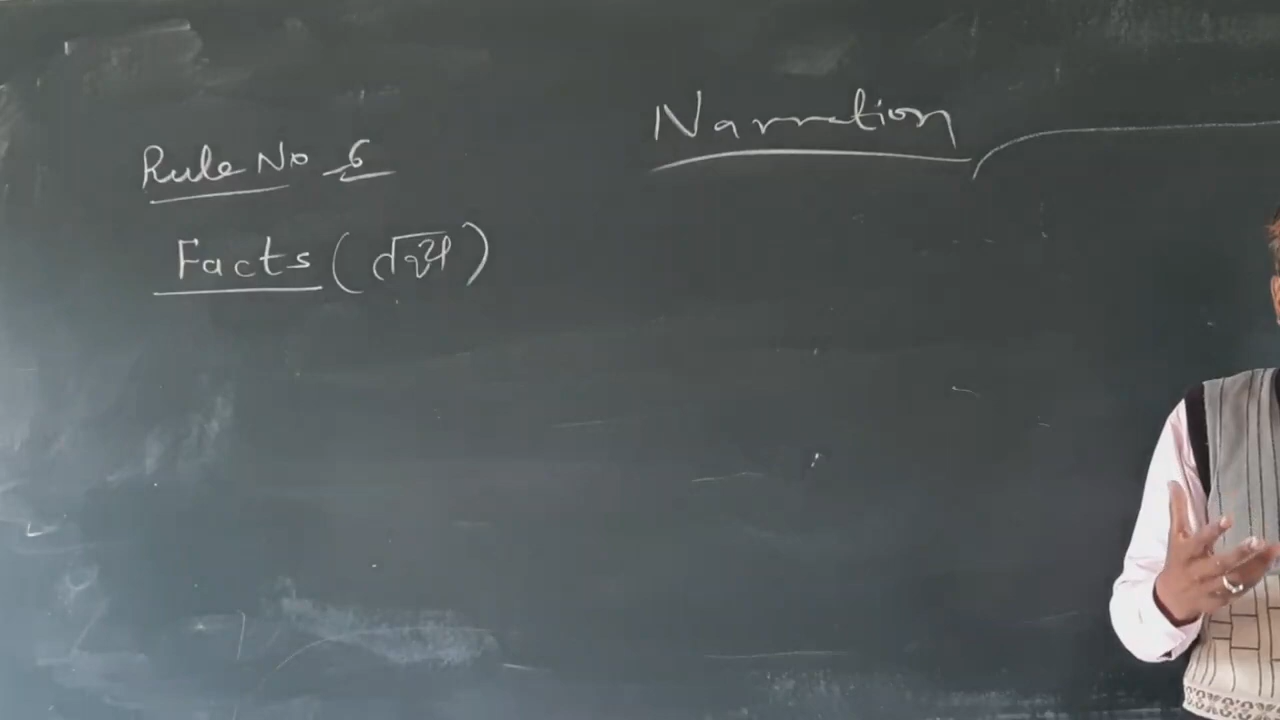 Narration
Rule No 6
Facts (तथ्य)